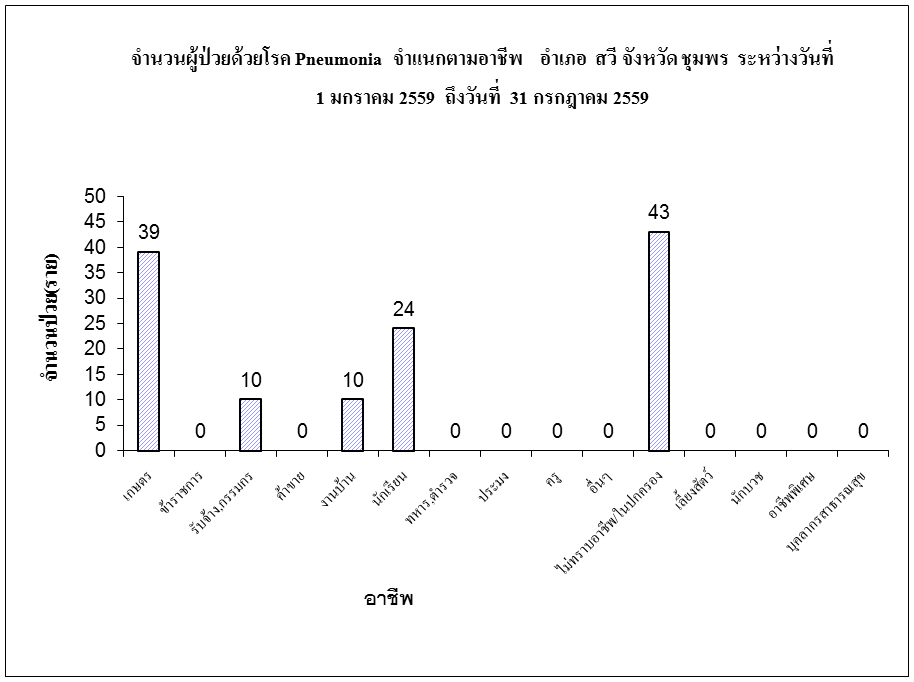 จำนวนผู้ป่วยด้วยโรค Pneumonia จำแนกตามอาชีพ อำเภอ สวี จังหวัด ชุมพร ระหว่างวันที่
1 มกราคม 2559 ถึงวันที่ 31 กรกฎาคม 2559
จำนวนป่วย(ราย)
50
45
40
35
30
25
20
15
10
5
0
39
0
10
0
10
24
0
0
0
0
43
0
0
0
0
เกษตร
ข้าราชการ
รับจ้าง,กรรมกร
ค้าขาย
งานบ้าน
นักเรียน
ทหาร,ตำรวจ
ประมง
ครู
อื่นๆ
ไม่ทราบอาชีพ/ในปกครอง
เลี้ยงสัตว์
นักบวช
อาชีพพิเศษ
บุคลากรสาธารณสุข
อาชีพ